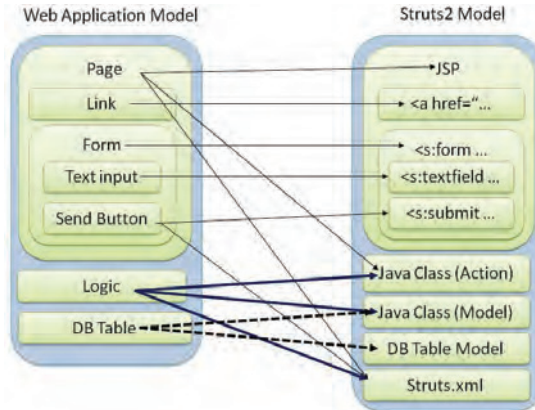 Web Application Model
Page
Link
Form
Text input
Send Button
Logic
DB Table
Struts2 Model
JSP
<a href="...
<s:form ...
<s:textfield ...
<s:submit ...
Java Class (Action)
Java Class (Model)
DB Table Model
Struts.xml